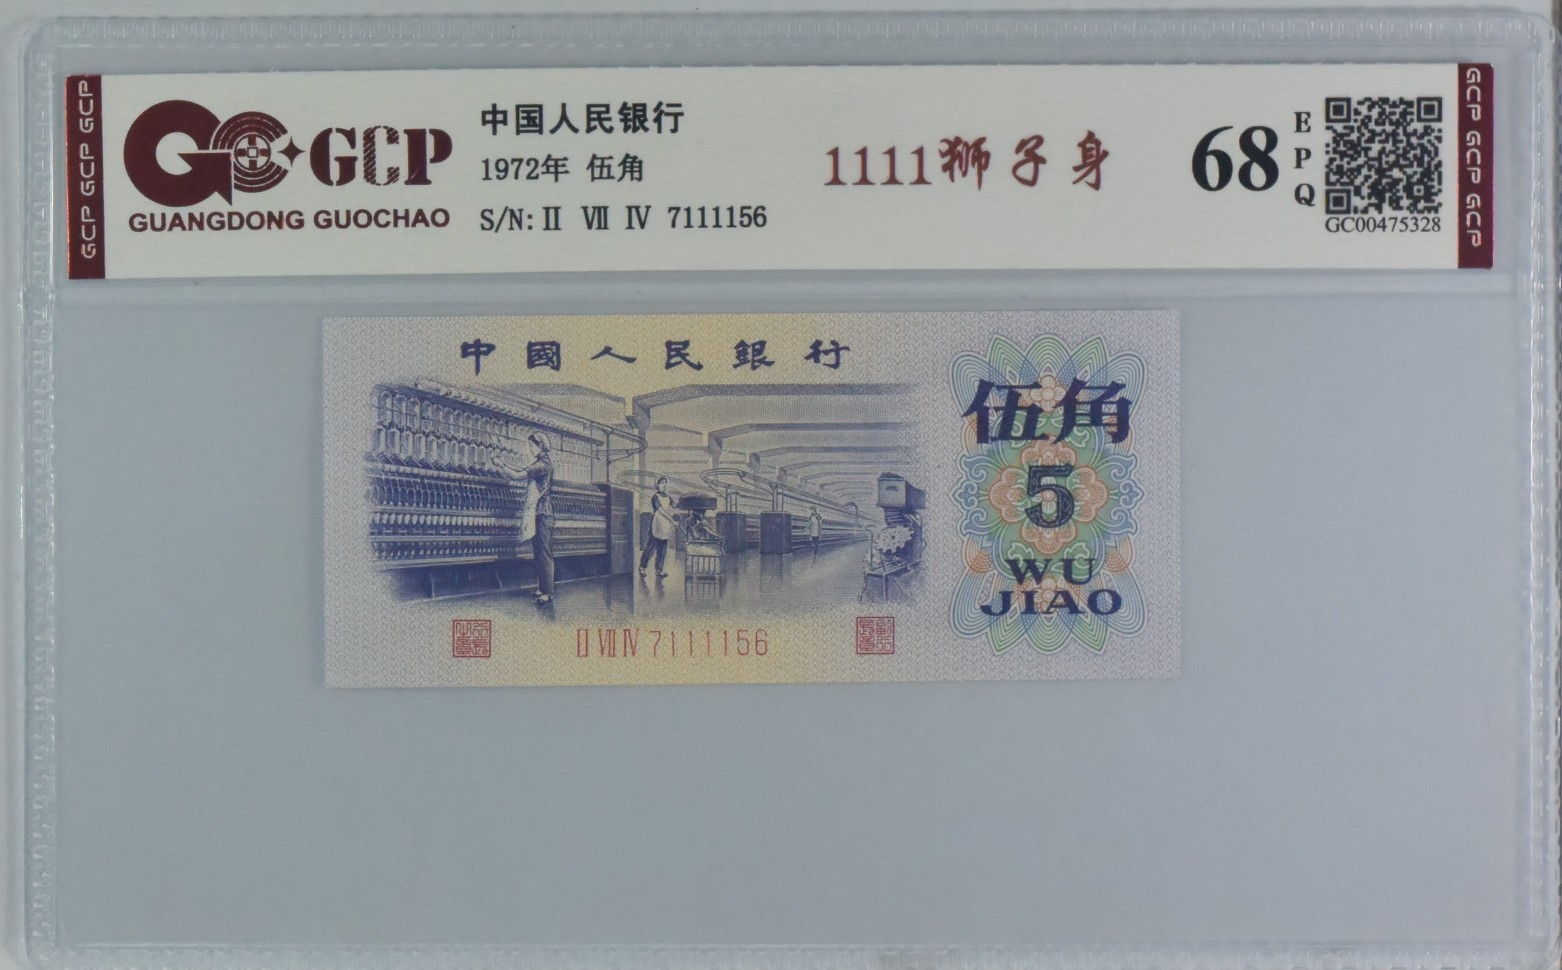 GCP GCP GCP
GCP
GUANGDONG GUOCHAO
中国人民银行
1972年 伍角
S/N: II VII IV 7111156
1111狮子身
68
EPQ
GC00475328
GCP GCP GCP
中國人民銀行
伍角
5
WU
JIAO
II VII IV 7111156